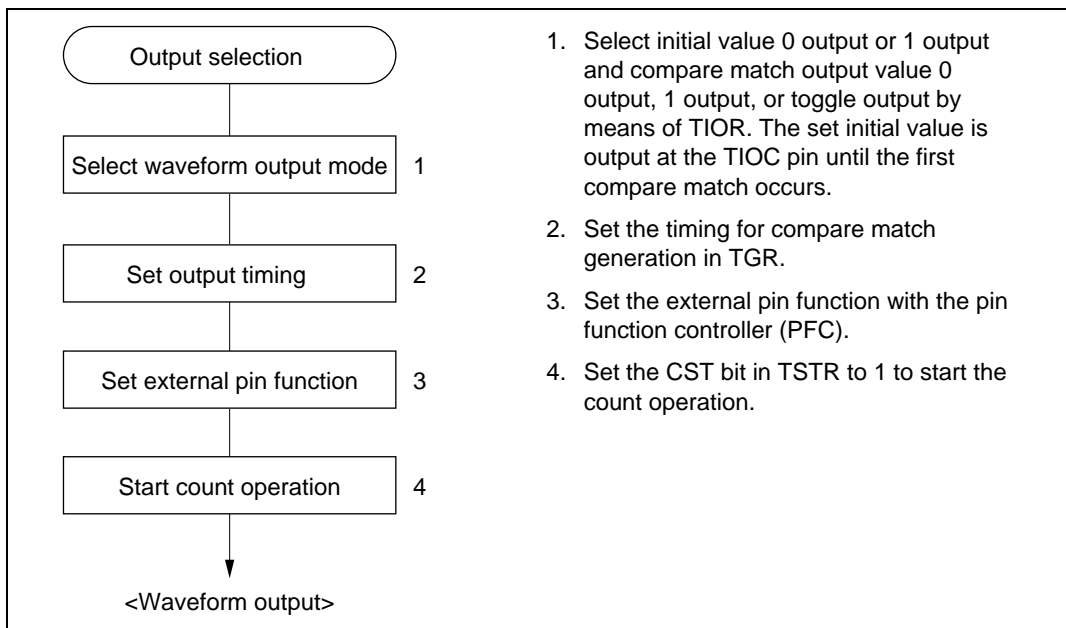 Output selection
Select waveform output mode 1
Set output timing 2
Set external pin function 3
Start count operation 4
<Waveform output>
1. Select initial value 0 output or 1 output
and compare match output value 0
output, 1 output, or toggle output by
means of TIOR. The set initial value is
output at the TIOC pin until the first
compare match occurs.
2. Set the timing for compare match
generation in TGR.
3. Set the external pin function with the pin
function controller (PFC).
4. Set the CST bit in TSTR to 1 to start the
count operation.